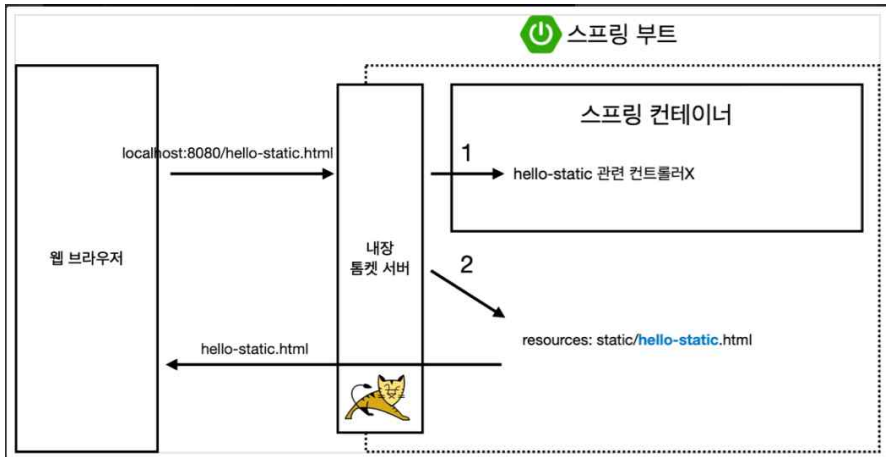 스프링 부트
스프링 컨테이너
localhost:8080/hello-static.html
1
hello-static 관련 컨트롤러X
웹 브라우저
내장
톰켓 서버
2
resources: static/hello-static.html
hello-static.html